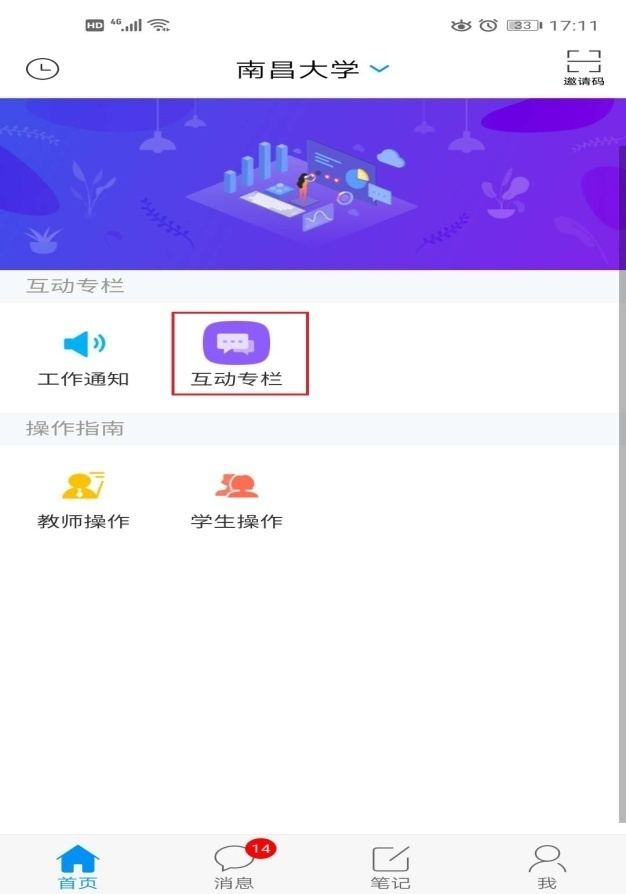 HD 4G 33 17:11
南昌大学
邀请码
互动专栏
工作通知 互动专栏
操作指南
教师操作 学生操作
14
首页 消息 笔记 我